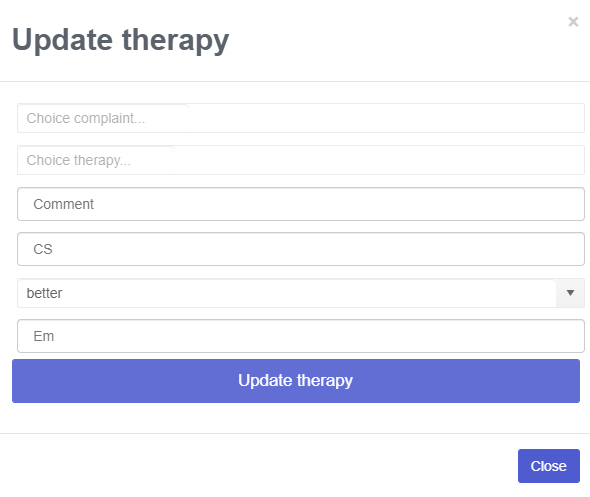 ×
Update therapy
Choice complaint...
Choice therapy...
Comment
CS
better
Em
Update therapy
Close